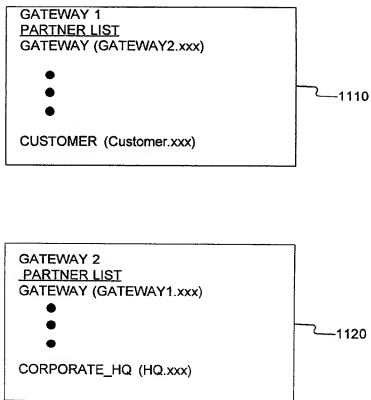 GATEWAY 1
PARTNER LIST
GATEWAY (GATEWAY2.xxx)
CUSTOMER (Customer.xxx)
1110
GATEWAY 2
PARTNER LIST
GATEWAY (GATEWAY1.xxx)
CORPORATE_HQ (HQ.xxx)
1120